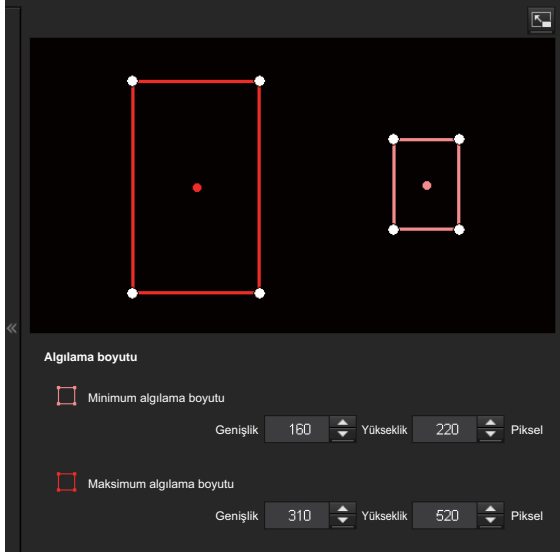 Algılama boyutu
Minimum algılama boyutu
Genişlik 160 Yükseklik 220 Piksel
Maksimum algılama boyutu
Genişlik 310 Yükseklik 520 Piksel